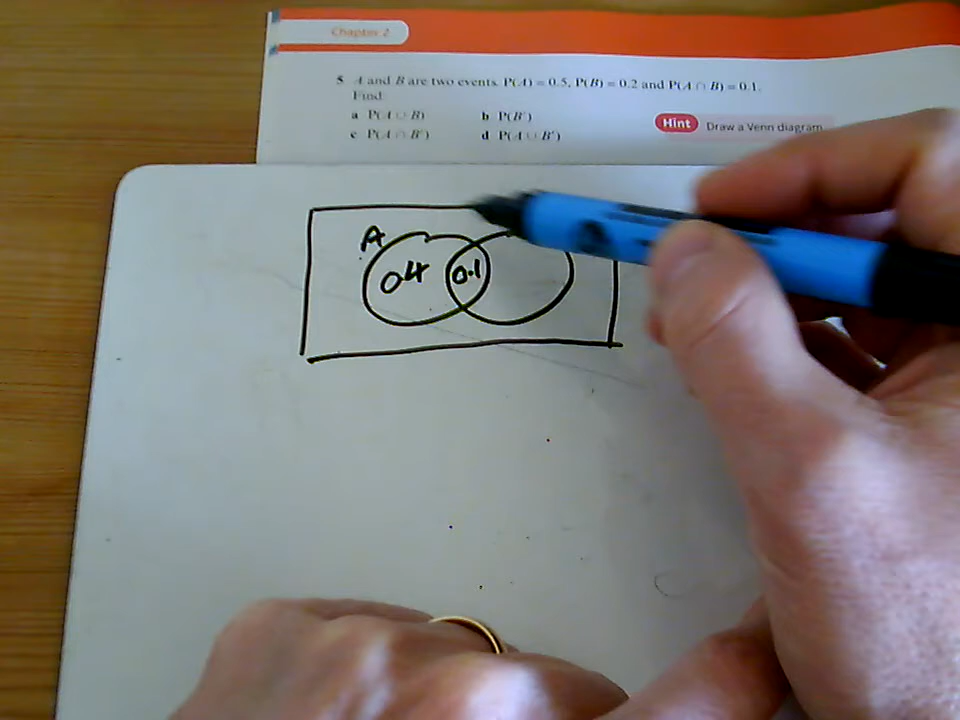 Chapter 2
5 A and B are two events. P(A) = 0.5, P(B) = 0.2 and P(A ∩ B) = 0.1.
Find:
a P(A ∪ B) b P(B′)
Hint Draw a Venn diagram
c P(A ∩ B′) d P(A ∪ B′)
A
0.4 0.1